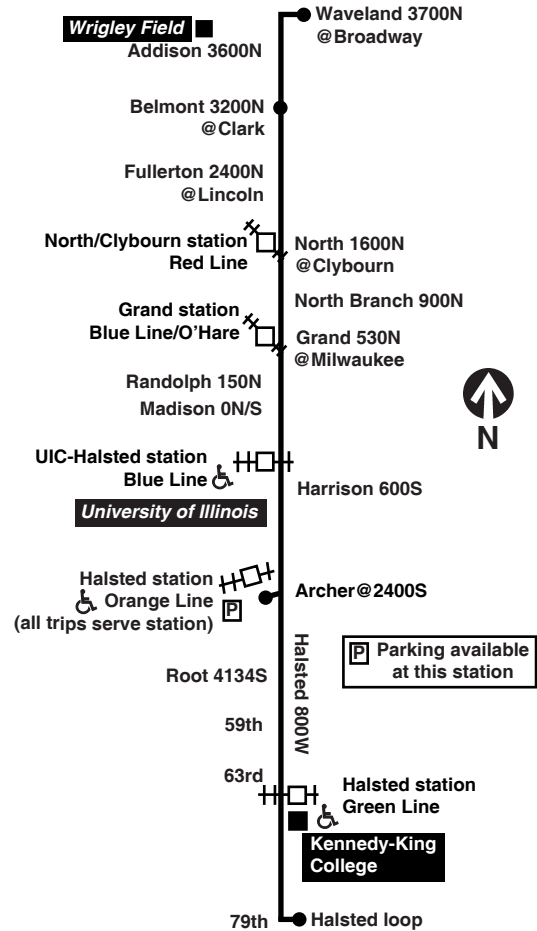 Waveland 3700N
@Broadway
Wrigley Field
Addison 3600N
Belmont 3200N
@Clark
Fullerton 2400N
@Lincoln
North/Clybourn station
Red Line
North 1600N
@Clybourn
North Branch 900N
Grand station
Blue Line/O’Hare
Grand 530N
@Milwaukee
Randolph 150N
Madison 0N/S
N
UIC-Halsted station
Blue Line
Harrison 600S
University of Illinois
Halsted station
Orange Line
(all trips serve station)
P
Archer@2400S
Halsted 800W
P Parking available
at this station
Root 4134S
59th
63rd
Halsted station
Green Line
Kennedy-King
College
79th
Halsted loop